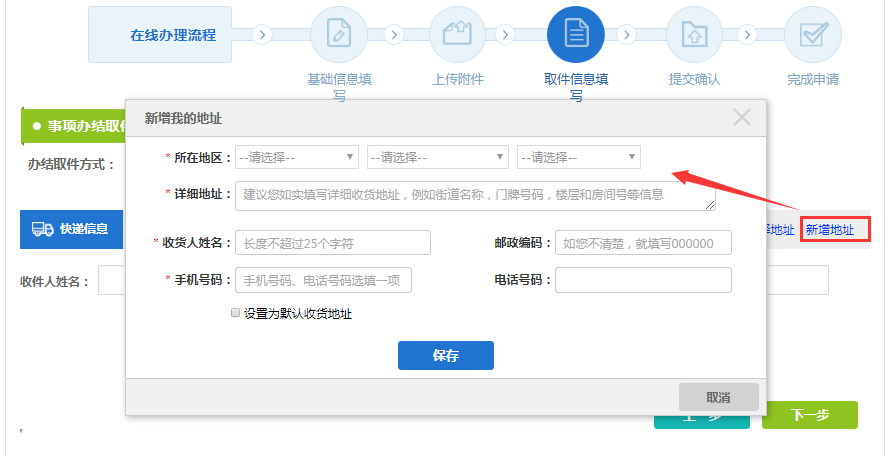 在线办理流程
基础信息填
写
上传附件
取件信息填
写
提交确认
完成申请
事项办结取件
新增我的地址
办结取件方式：
* 所在地区： --请选择-- --请选择-- --请选择--
* 详细地址： 建议您如实填写详细收货地址，例如街道名称，门牌号码，楼层和房间号等信息
快递信息
地址 新增地址
* 收货人姓名： 长度不超过25个字符 邮政编码： 如您不清楚，就填写000000
收件人姓名：
* 手机号码： 手机号码、电话号码选填一项 电话号码：
设置为默认收货地址
保存
取消
上一步 下一步